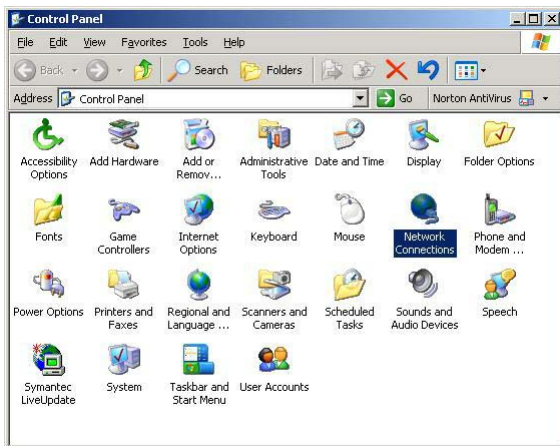 Control Panel
File Edit View Favorites Tools Help
Back Search Folders
Address Control Panel Go Norton AntiVirus
Accessibility Options
Add Hardware
Add or Remov...
Administrative Tools
Date and Time
Display
Folder Options
Fonts
Game Controllers
Internet Options
Keyboard
Mouse
Network Connections
Phone and Modem ...
Power Options
Printers and Faxes
Regional and Language ...
Scanners and Cameras
Scheduled Tasks
Sounds and Audio Devices
Speech
Symantec LiveUpdate
System
Taskbar and Start Menu
User Accounts